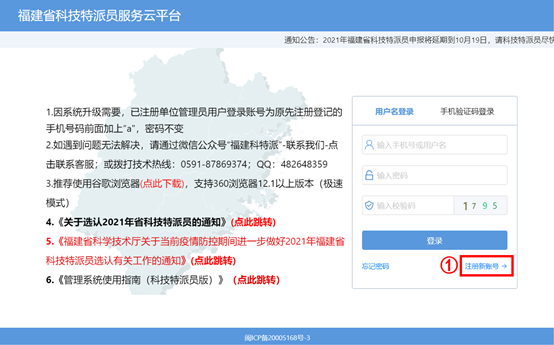 福建省科技特派员服务云平台
通知公告：2021年福建省科技特派员申报将延期到10月19日，请科技特派员尽快
1.因系统升级需要，已注册单位管理员用户登录账号为原先注册登记的
手机号码前面加上"a"，密码不变
2.如遇到问题无法解决，请通过微信公众号"福建科特派"-联系我们-点
击联系客服；或拨打技术热线：0591-87869374；QQ：482648359
3.推荐使用谷歌浏览器(点此下载)，支持360浏览器12.1以上版本（极速
模式）
4.《关于选认2021年省科技特派员的通知》(点此跳转)
5.《福建省科学技术厅关于当前疫情防控期间进一步做好2021年福建省
科技特派员选认有关工作的通知》(点此跳转)
6.《管理系统使用指南（科技特派员版）》（点此跳转）
用户名登录 手机验证码登录
输入手机号或用户名
输入密码
输入校验码 1 7 9 5
登录
忘记密码 ① 注册新账号 →
闽ICP备20005168号-3